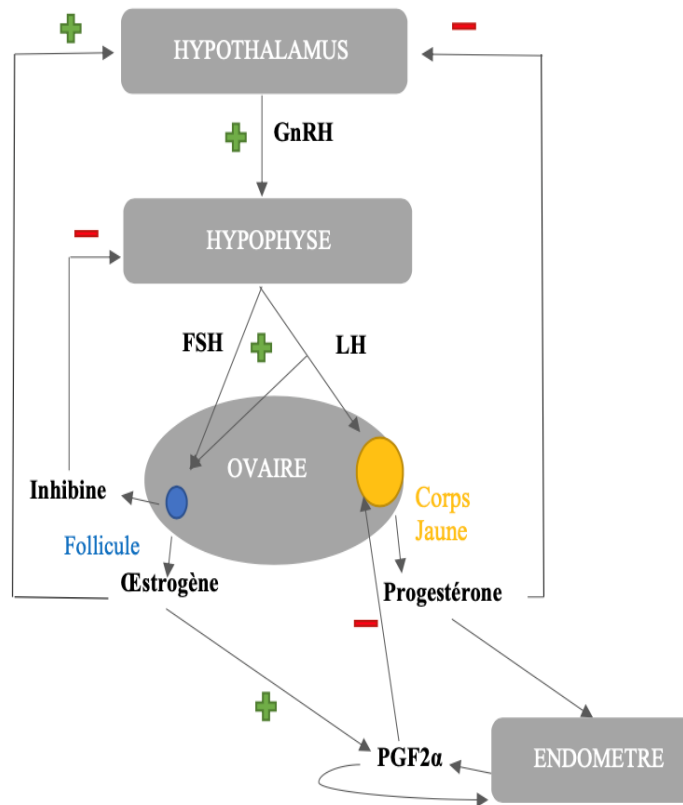 HYPOTHALAMUS
GnRH
HYPOPHYSE
FSH
LH
OVAIRE
Inhibine
Corps
Jaune
Follicule
Œstrogène
Progestérone
PGF2α
ENDOMETRE